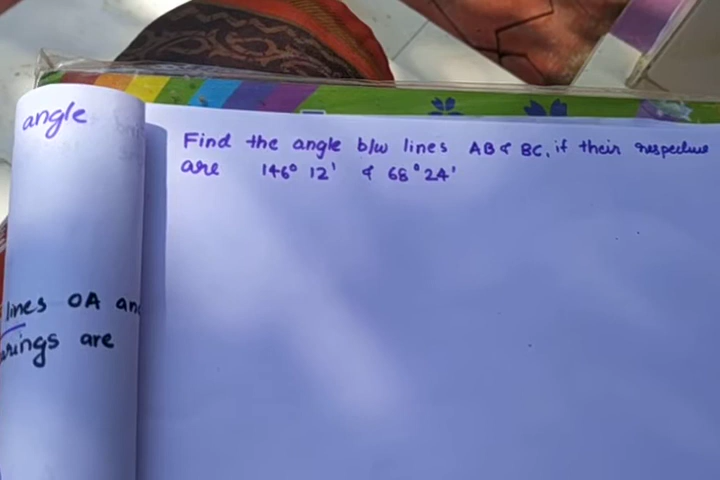 angle
Find the angle b/w lines AB & BC, if their respective
are 146° 12' & 68° 24'
lines OA an
arings are